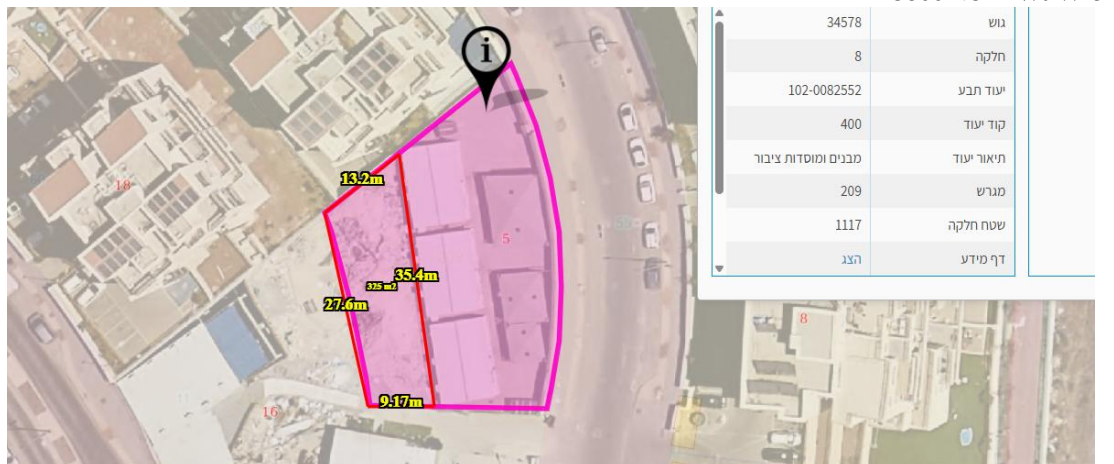 גוש 34578
חלקה 8
יעוד תבע 102-0082552
קוד יעוד 400
תיאור יעוד מבנים ומוסדות ציבור
מגרש 209
שטח חלקה 1117
דף מידע הצג
i
13.2m
18
5
35.4m
325 m2
27.6m
8
9.17m
16